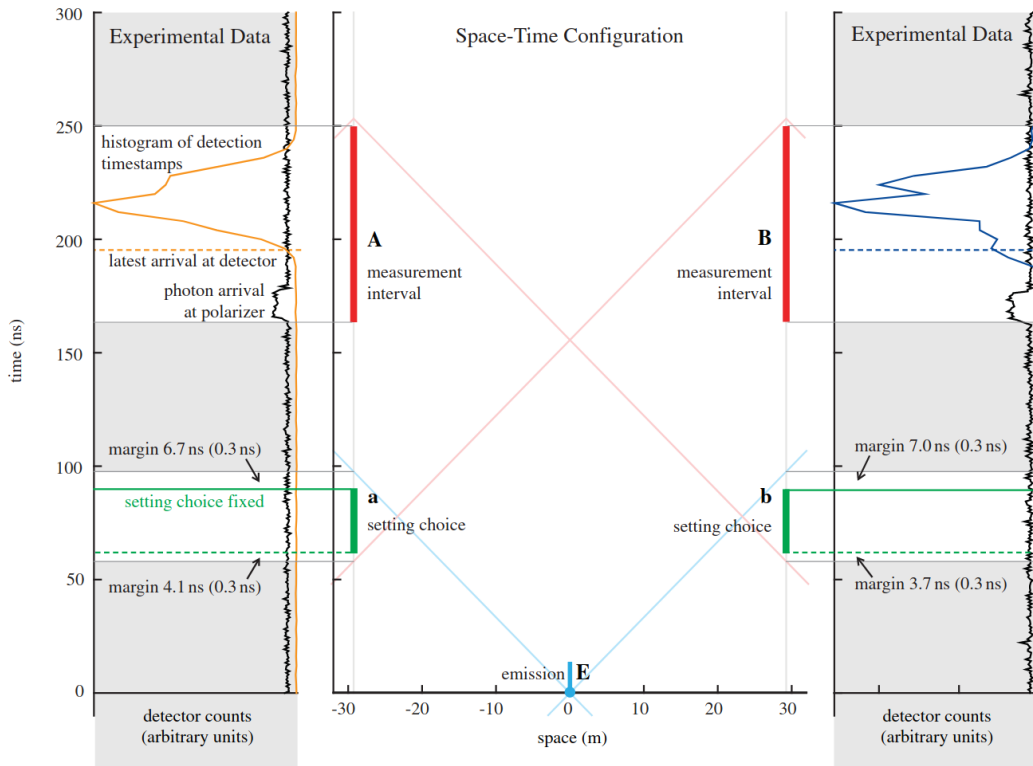 Experimental Data
Space-Time Configuration
Experimental Data
300
250
200
150
100
50
0
time (ns)
histogram of detection
timestamps
latest arrival at detector
photon arrival
at polarizer
margin 6.7 ns (0.3 ns)
setting choice fixed
margin 4.1 ns (0.3 ns)
detector counts
(arbitrary units)
A
measurement
interval
B
measurement
interval
a
setting choice
b
setting choice
emission E
-30
-20
-10
0
10
20
30
space (m)
margin 7.0 ns (0.3 ns)
margin 3.7 ns (0.3 ns)
detector counts
(arbitrary units)